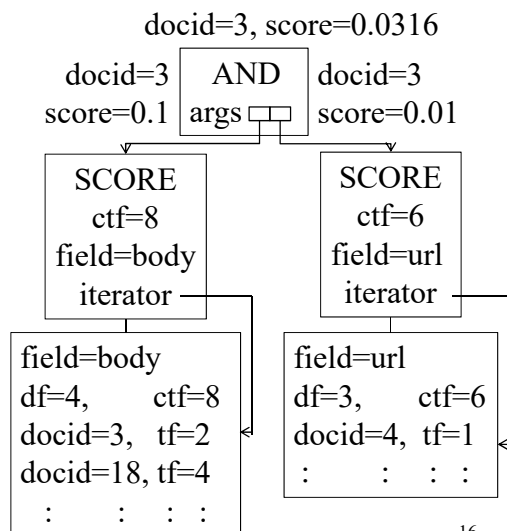 docid=3, score=0.0316
docid=3 AND docid=3
score=0.1 args score=0.01
SCORE
ctf=8
field=body
iterator
SCORE
ctf=6
field=url
iterator
field=body
df=4, ctf=8
docid=3, tf=2
docid=18, tf=4
: : : :
field=url
df=3, ctf=6
docid=4, tf=1
: : : :
16